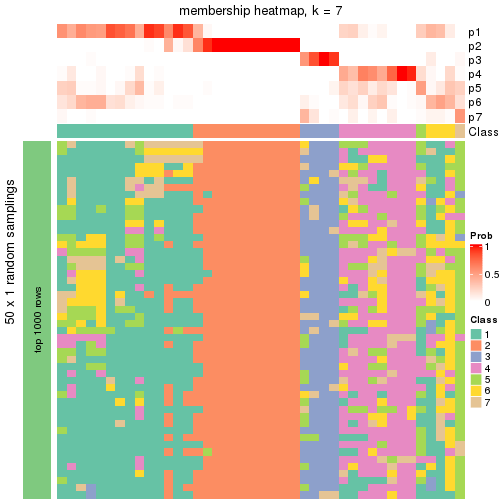 membership heatmap, k = 7
p1
p2
p3
p4
p5
p6
p7
Class
50 x 1 random samplings
top 1000 rows
Prob
1
0.5
0
Class
1
2
3
4
5
6
7